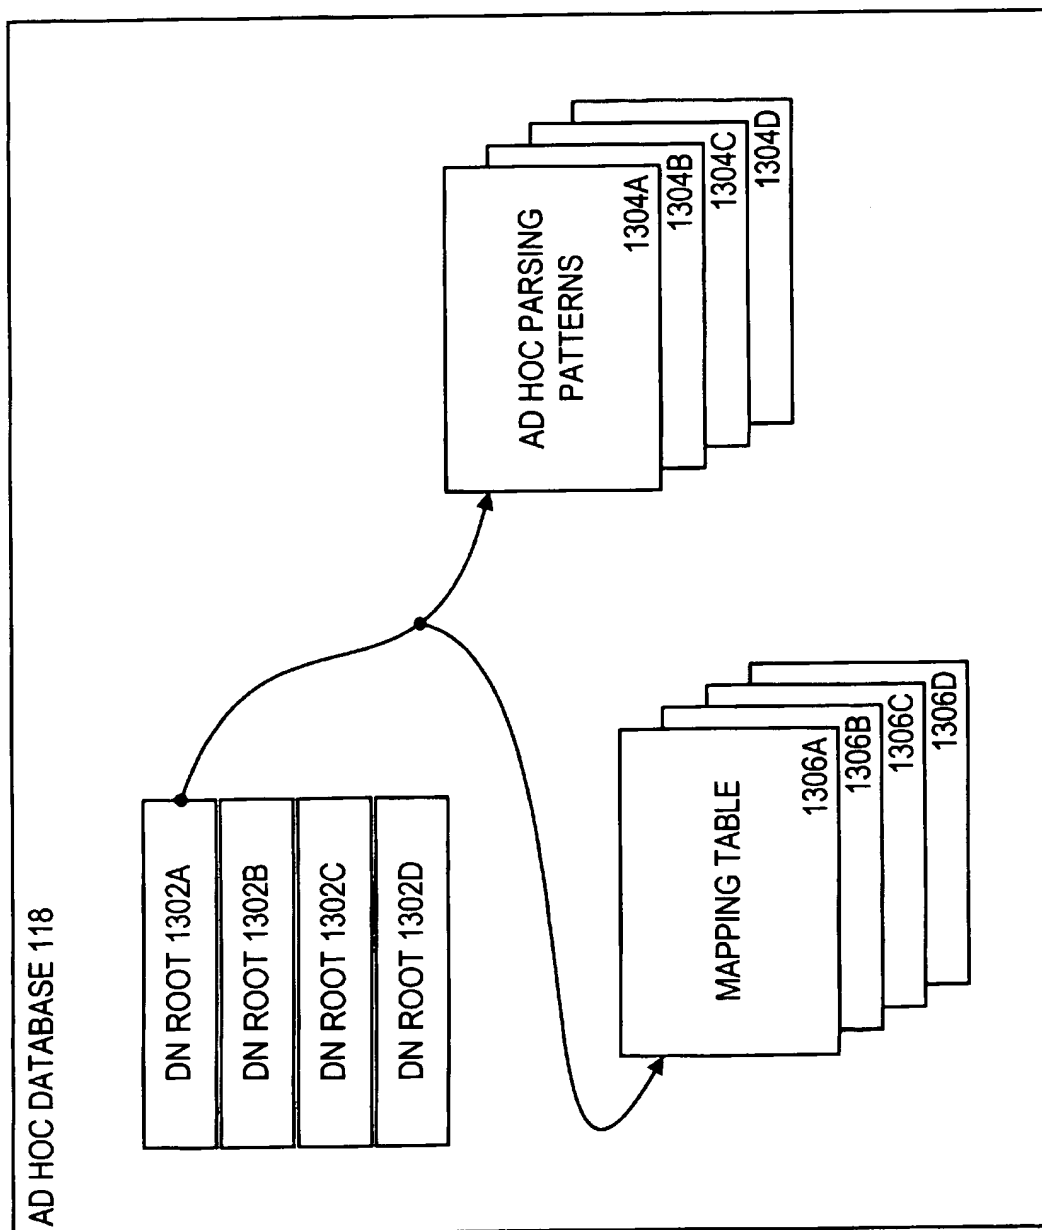 AD HOC DATABASE 118
DN ROOT 1302A
DN ROOT 1302B
DN ROOT 1302C
DN ROOT 1302D
AD HOC PARSING
PATTERNS
1304A
1304B
1304C
1304D
MAPPING TABLE
1306A
1306B
1306C
1306D